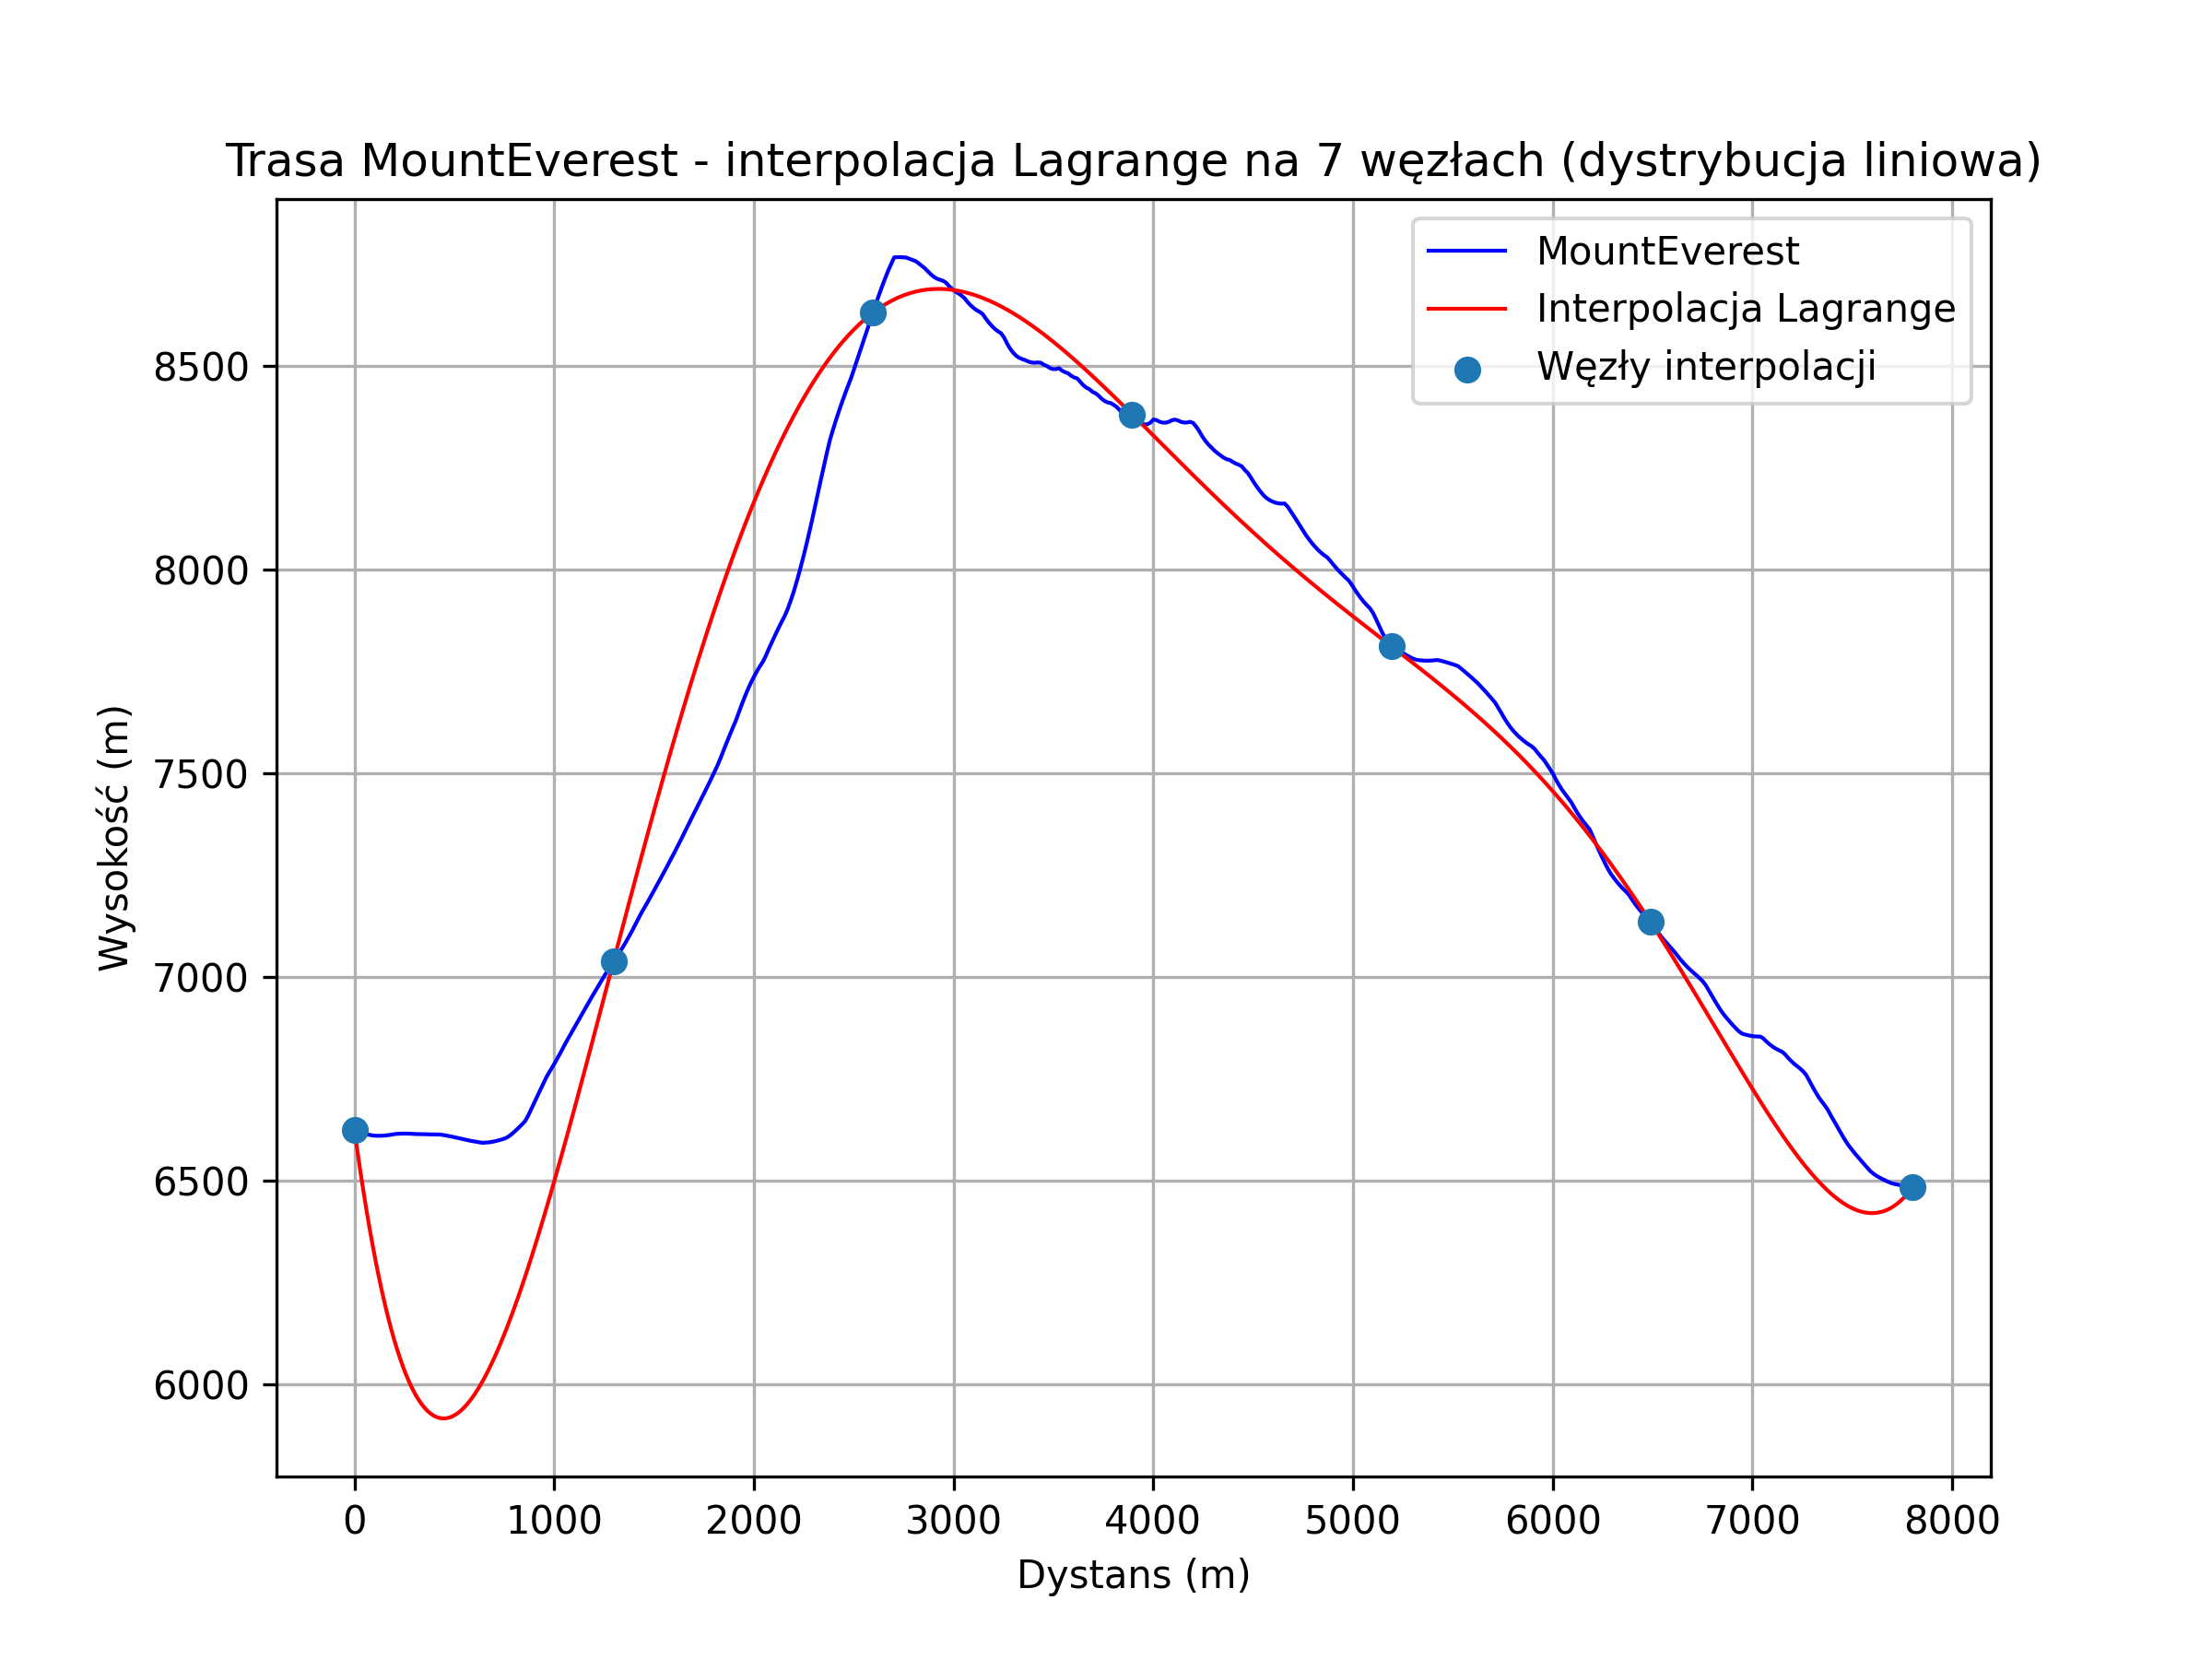 Trasa MountEverest - interpolacja Lagrange na 7 węzłach (dystrybucja liniowa)
MountEverest
Interpolacja Lagrange
Węzły interpolacji
Wysokość (m)
8500
8000
7500
7000
6500
6000
0 1000 2000 3000 4000 5000 6000 7000 8000
Dystans (m)